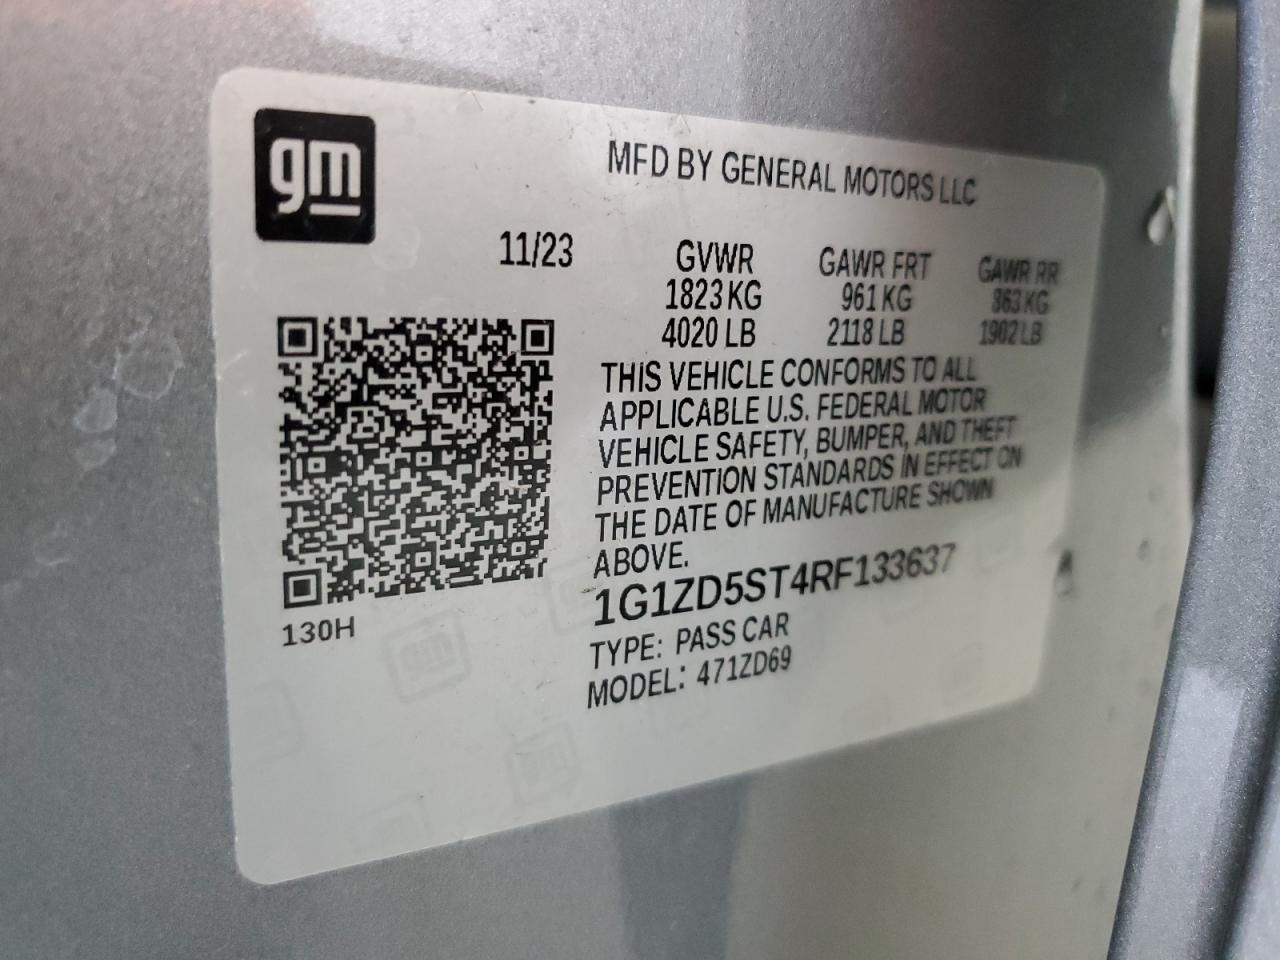 gm
MFD BY GENERAL MOTORS LLC
11/23 GVWR GAWR FRT GAWR RR
1823 KG 961 KG 863 KG
4020 LB 2118 LB 1902 LB
THIS VEHICLE CONFORMS TO ALL
APPLICABLE U.S. FEDERAL MOTOR
VEHICLE SAFETY, BUMPER, AND THEFT
PREVENTION STANDARDS IN EFFECT ON
THE DATE OF MANUFACTURE SHOWN
ABOVE.
1G1ZD5ST4RF133637
TYPE: PASS CAR
MODEL: 471ZD69
130H